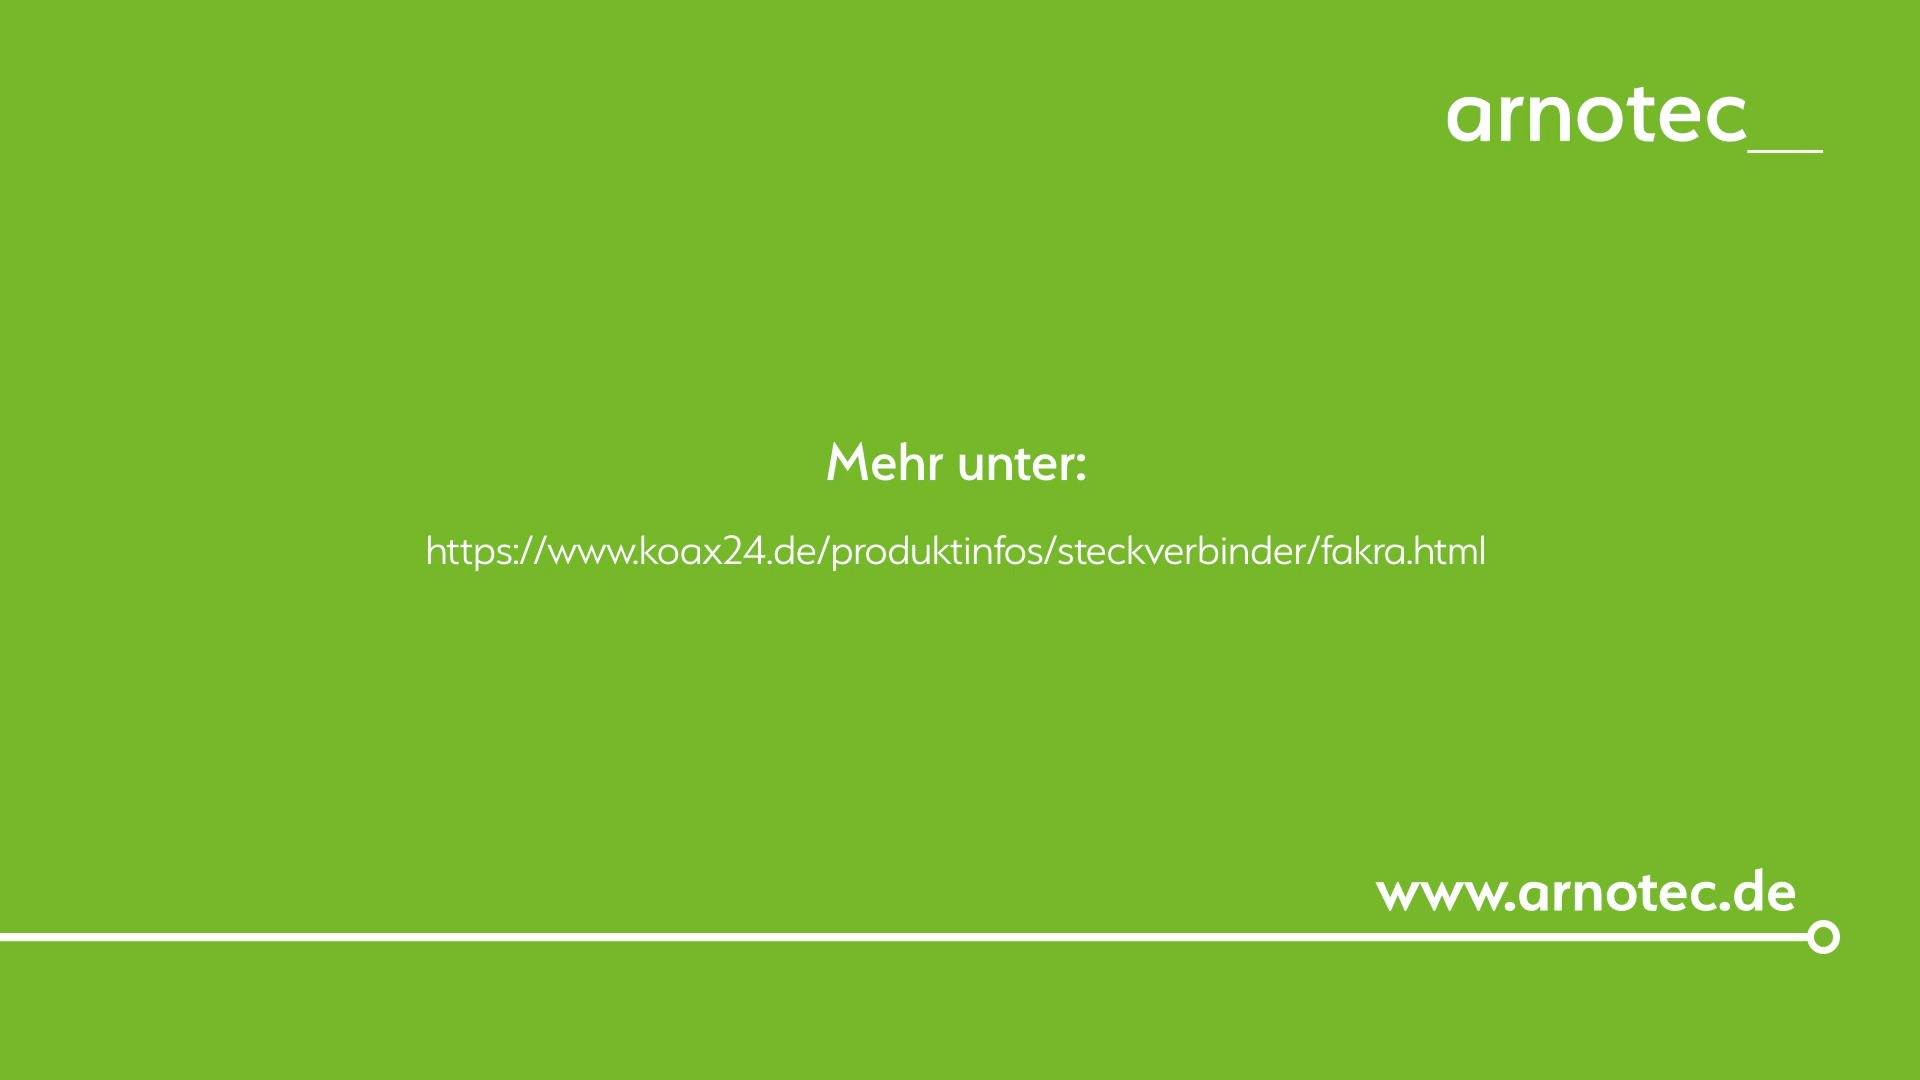 arnotec__
Mehr unter:
https://www.koax24.de/produktinfos/steckverbinder/fakra.html
www.arnotec.de